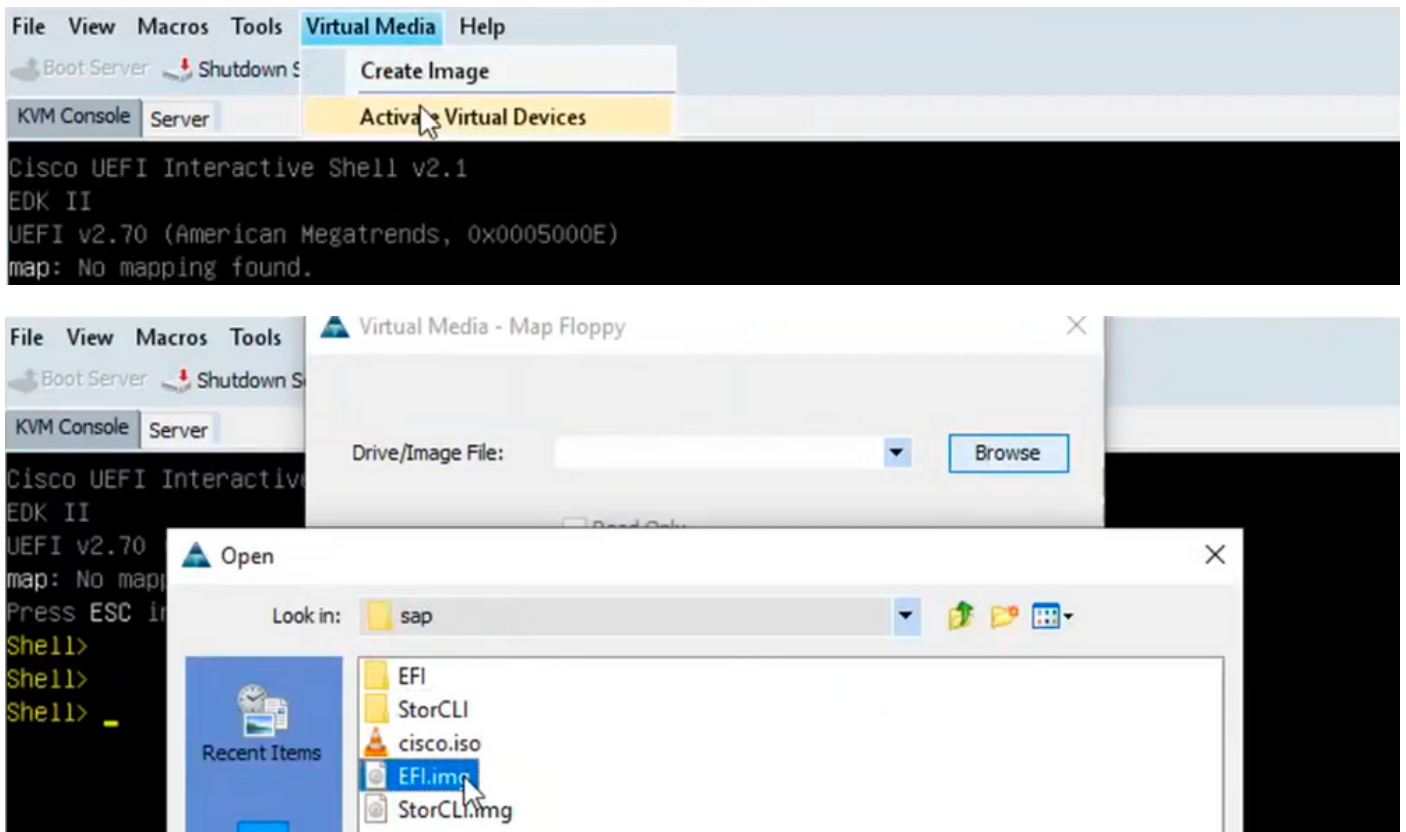 File View Macros Tools Virtual Media Help
Boot Server Shutdown S
Create Image
KVM Console Server
Activate Virtual Devices
Cisco UEFI Interactive Shell v2.1
EDK II
UEFI v2.70 (American Megatrends, 0x0005000E)
map: No mapping found.
File View Macros Tools
Virtual Media - Map Floppy
Boot Server Shutdown S
KVM Console Server
Drive/Image File:
Browse
Cisco UEFI Interactive
EDK II
Read Only
UEFI v2.70
Open
map: No map
Press ESC i
Look in: sap
Shell>
Shell>
Shell>
EFI
StorCLI
cisco.iso
EFI.img
StorCLI.img
Recent Items